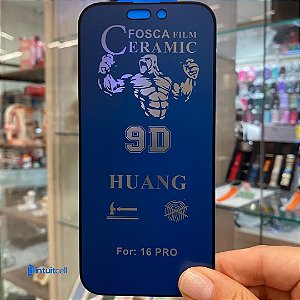 FOSCA FILM
CERAMIC
9D
HUANG
For: 16 PRO
intuitcell